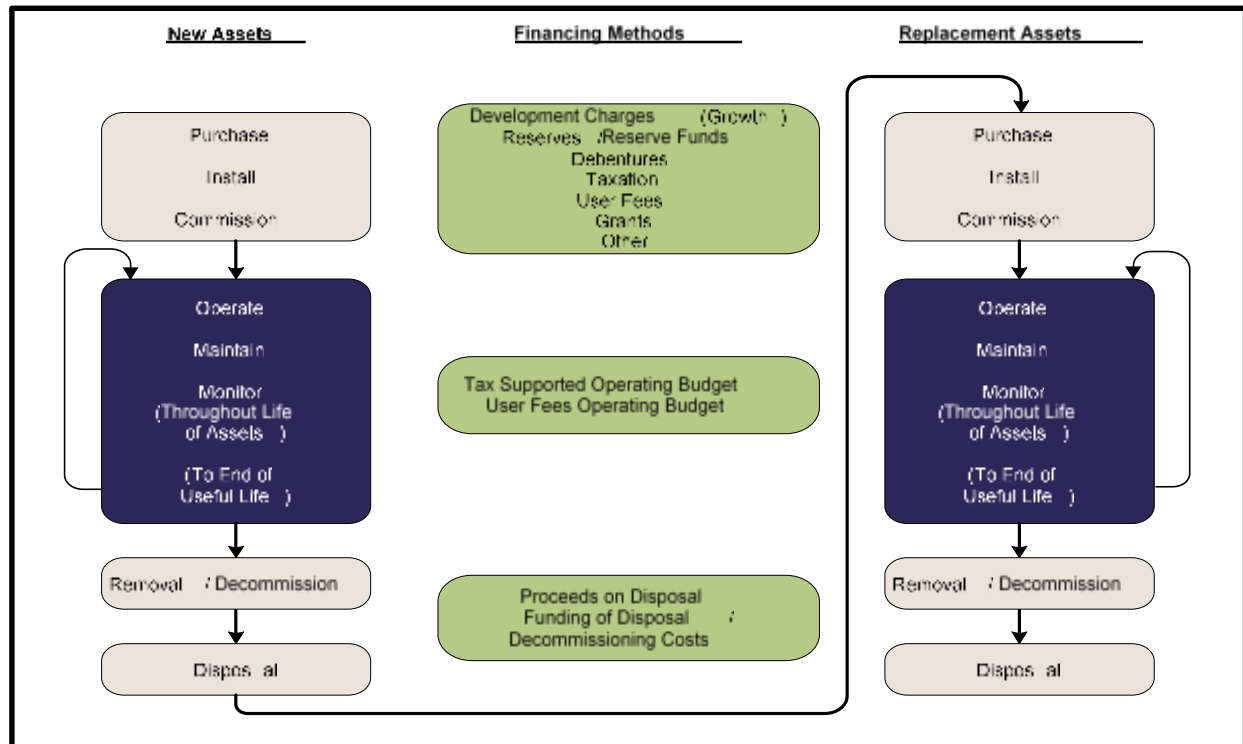 New Assets
Financing Methods
Replacement Assets
Purchase
Install
Commission
Operate
Maintain
Monitor
(Throughout Life
of Assets )
(To End of
Useful Life )
Removal / Decommission
Disposal
Development Charges (Growth )
Reserves /Reserve Funds
Debentures
Taxation
User Fees
Grants
Other
Tax Supported Operating Budget
User Fees Operating Budget
Proceeds on Disposal
Funding of Disposal /
Decommissioning Costs
Purchase
Install
Commission
Operate
Maintain
Monitor
(Throughout Life
of Assets )
(To End of
Useful Life )
Removal / Decommission
Disposal